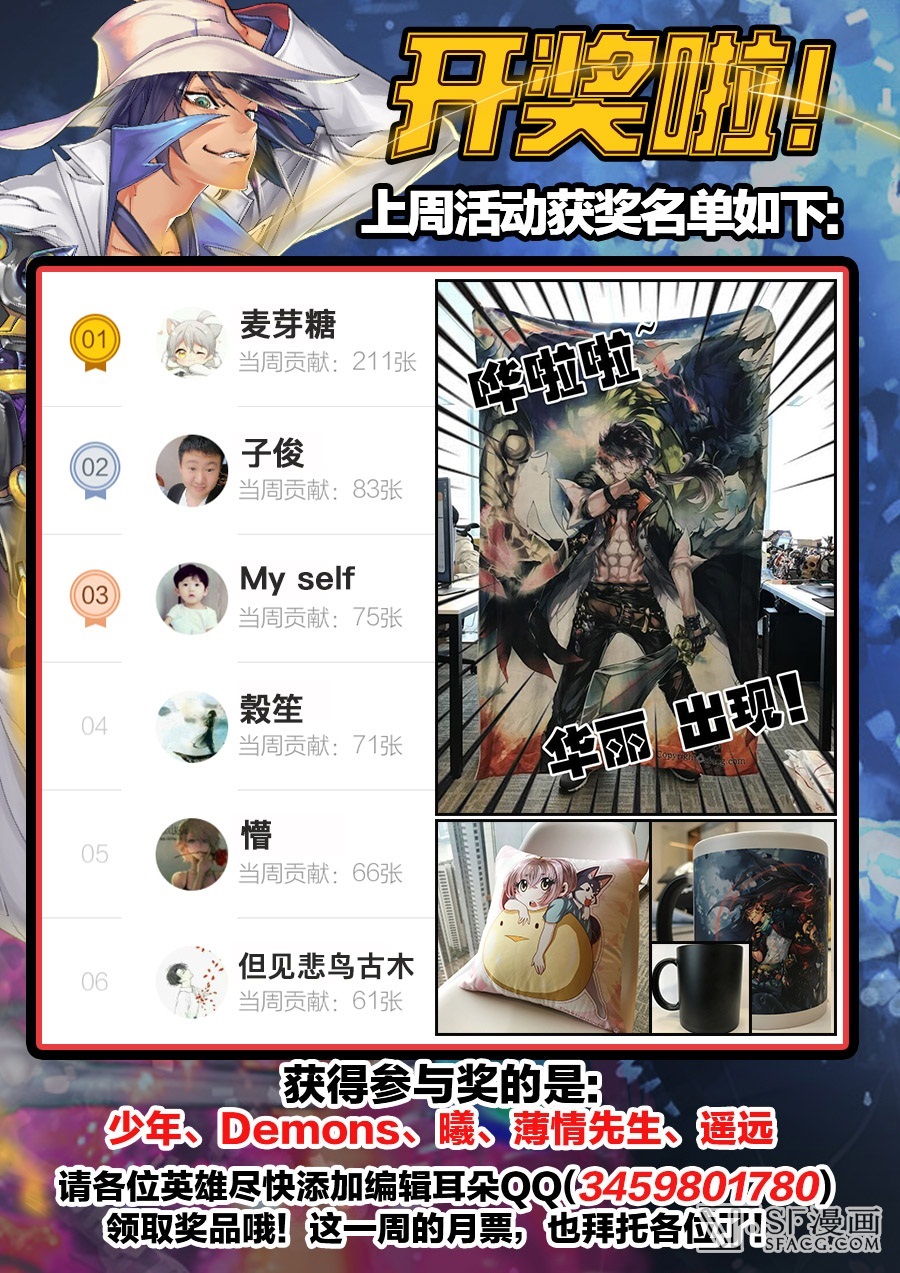 开奖啦!
上周活动获奖名单如下:
01
麦芽糖
当周贡献：211张
02
子俊
当周贡献：83张
03
My self
当周贡献：75张
04
榖笙
当周贡献：71张
05
懵
当周贡献：66张
06
但见悲鸟古木
当周贡献：61张
哗啦啦~
华丽 出现!
获得参与奖的是:
少年、Demons、曦、薄情先生、遥远
请各位英雄尽快添加编辑耳朵QQ(3459801780)
领取奖品哦! 这一周的月票，也拜托各位了!
SF漫画
SFACG.COM